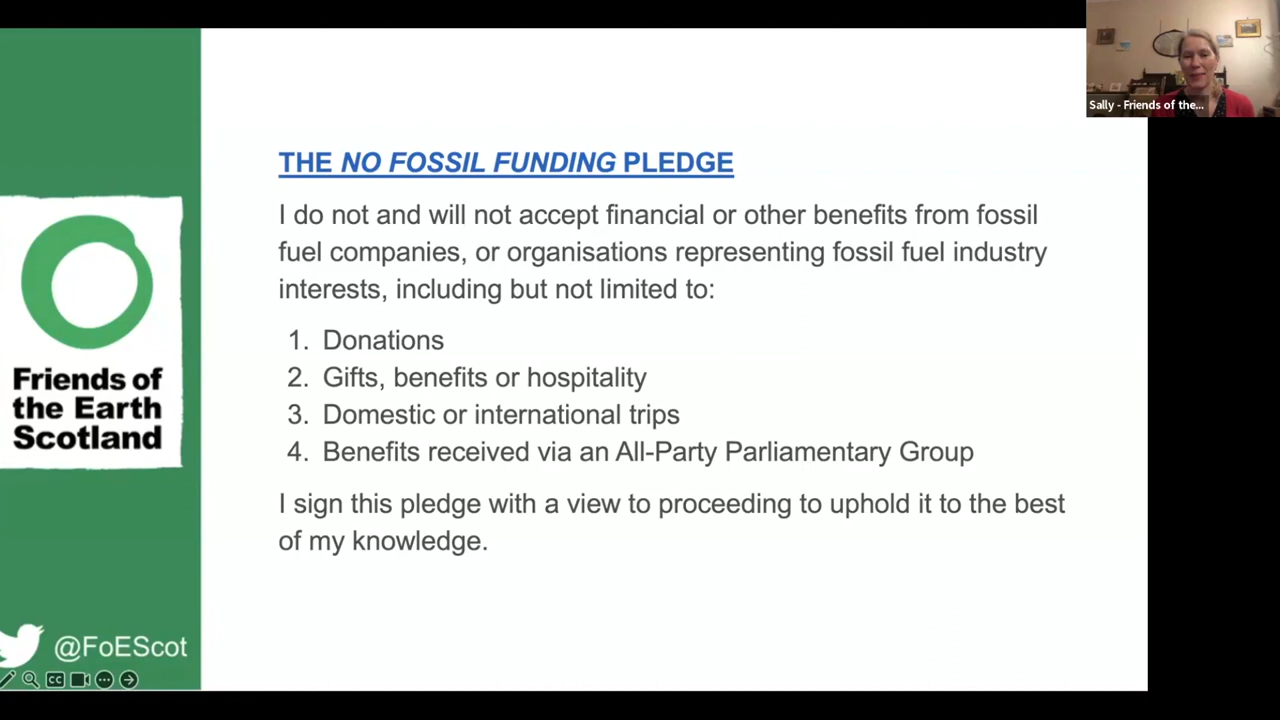 Sally - Friends of the...
THE NO FOSSIL FUNDING PLEDGE
I do not and will not accept financial or other benefits from fossil
fuel companies, or organisations representing fossil fuel industry
interests, including but not limited to:
1. Donations
2. Gifts, benefits or hospitality
3. Domestic or international trips
4. Benefits received via an All-Party Parliamentary Group
I sign this pledge with a view to proceeding to uphold it to the best
of my knowledge.
Friends of
the Earth
Scotland
@FoEScot
CC